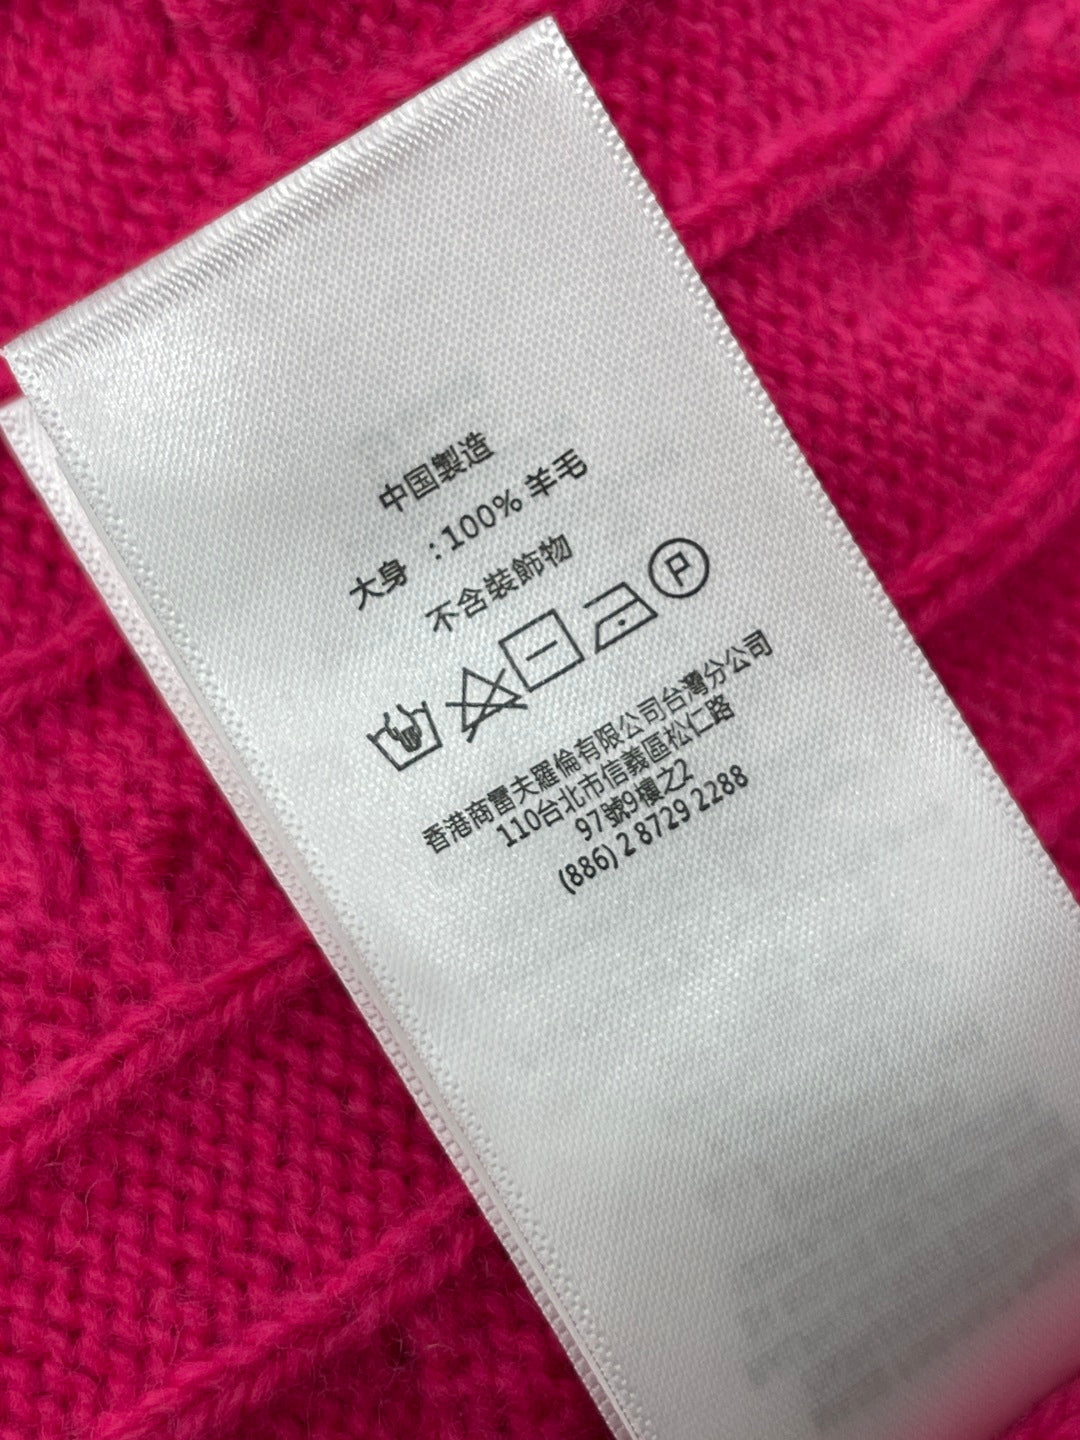 中国製造
大身 :100% 羊毛
不含裝飾物
P
香港商雷夫羅倫有限公司台灣分公司
110台北市信義區松仁路
97號9樓之2
(886) 2 8729 2288